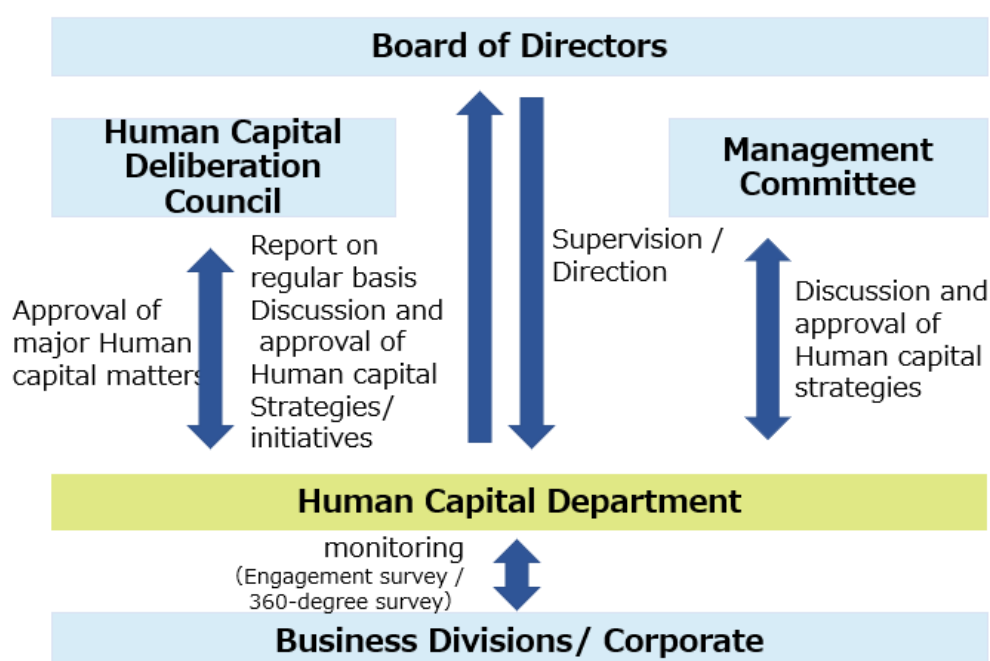 Board of Directors
Human Capital
Deliberation
Council
Management
Committee
Approval of
major Human
capital matters
Report on
regular basis
Discussion and
approval of
Human capital
Strategies/
initiatives
Supervision /
Direction
Discussion and
approval of
Human capital
strategies
Human Capital Department
monitoring
(Engagement survey /
360-degree survey)
Business Divisions/ Corporate